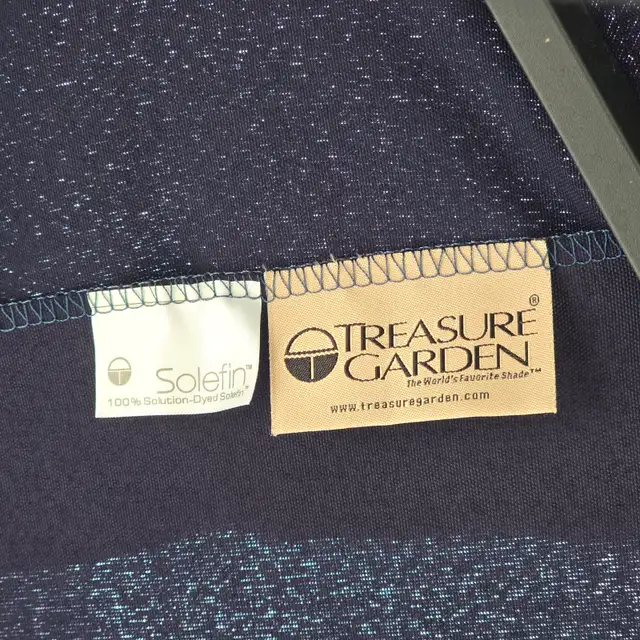 Solefin™
100% Solution-Dyed Solefin™
TREASURE®
GARDEN
The World's Favorite Shade™
www.treasuregarden.com